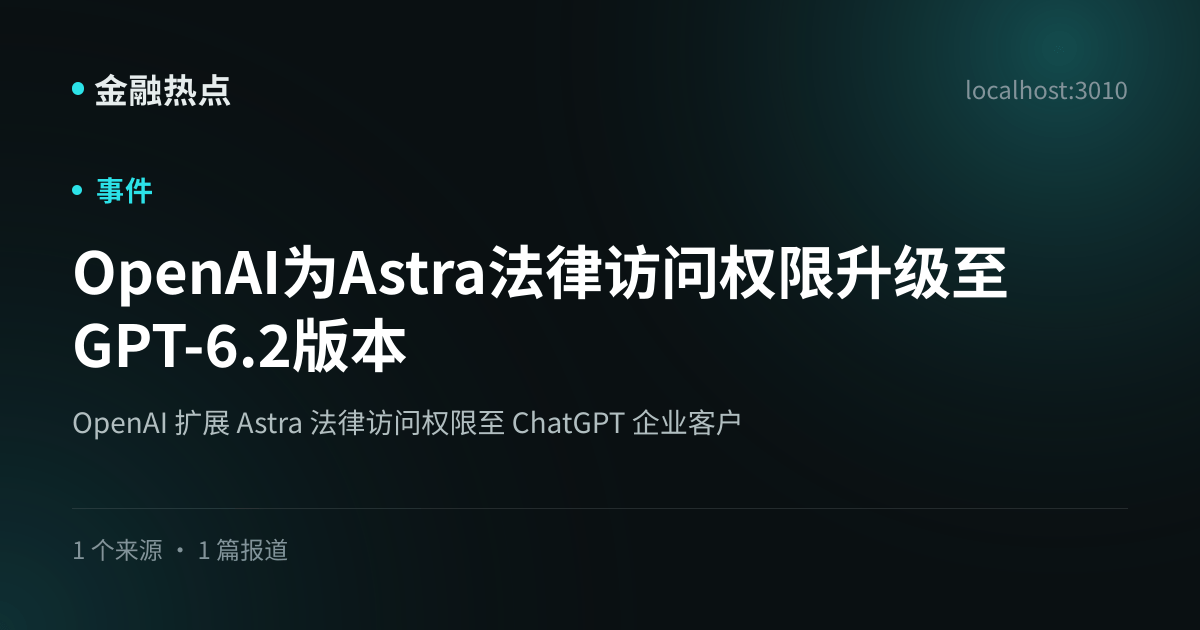 金融热点
localhost:3010
事件
OpenAI为Astra法律访问权限升级至
GPT-6.2版本
OpenAI 扩展 Astra 法律访问权限至 ChatGPT 企业客户
1 个来源 · 1 篇报道